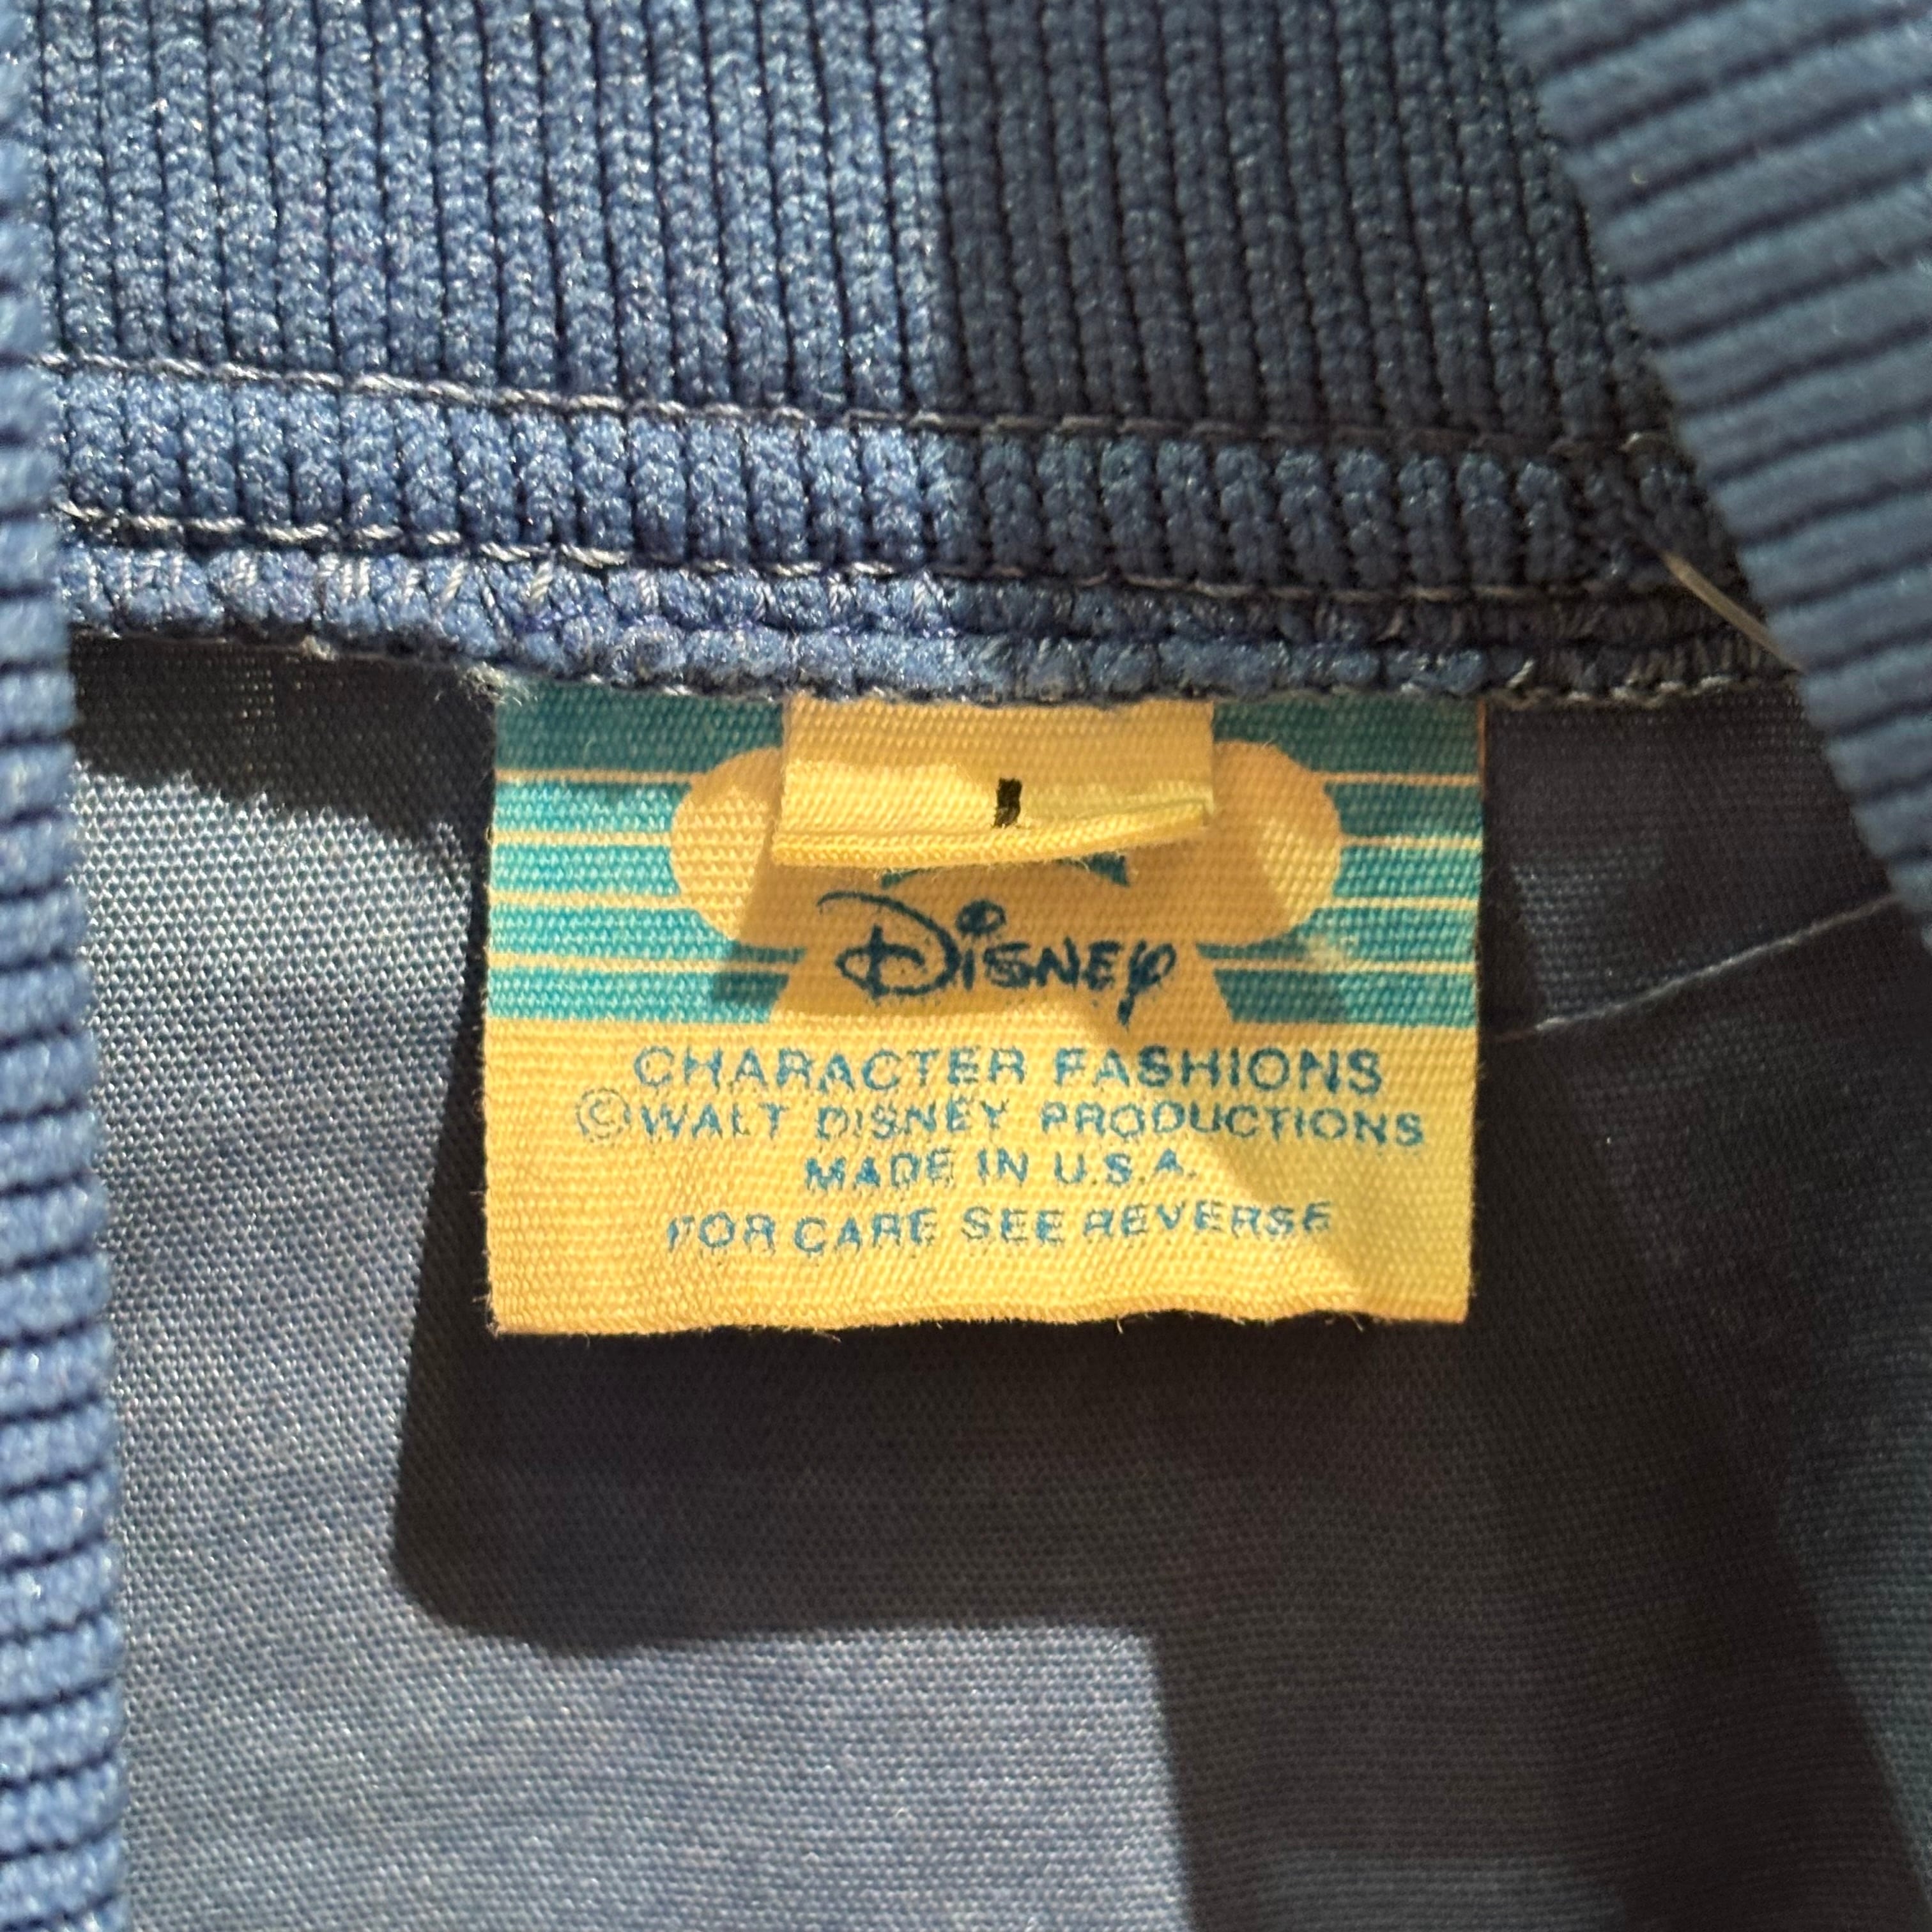 Disney
CHARACTER FASHIONS
©WALT DISNEY PRODUCTIONS
MADE IN U.S.A.
FOR CARE SEE REVERSE